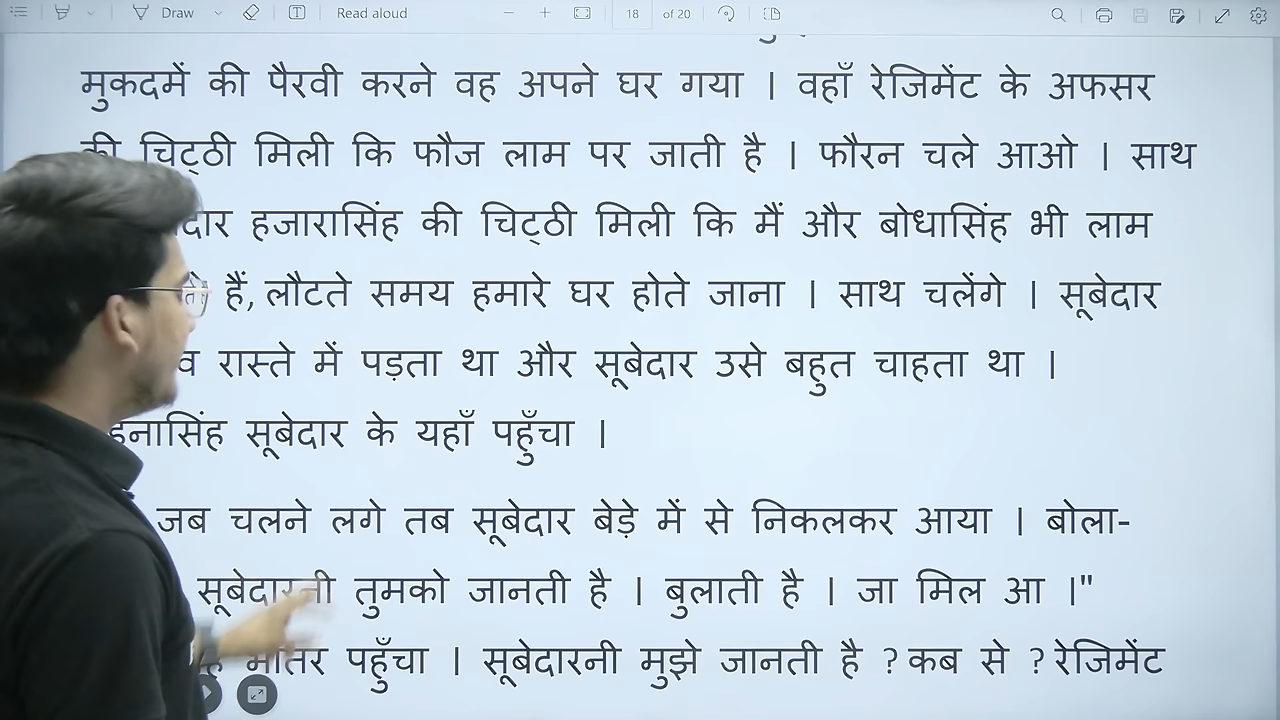 Draw Read aloud 18 of 20
मुकदमें की पैरवी करने वह अपने घर गया । वहाँ रेजिमेंट के अफसर
की चिट्ठी मिली कि फौज लाम पर जाती है । फौरन चले आओ । साथ
हजारासिंह की चिट्ठी मिली कि मैं और बोधासिंह भी लाम
हैं, लौटते समय हमारे घर होते जाना । साथ चलेंगे । सूबेदार
रास्ते में पड़ता था और सूबेदार उसे बहुत चाहता था ।
सूबेदार के यहाँ पहुँचा ।
जब चलने लगे तब सूबेदार बेड़े में से निकलकर आया । बोला-
सूबेदारनी तुमको जानती है । बुलाती है । जा मिल आ ।"
पहुँचा । सूबेदारनी मुझे जानती है ? कब से ? रेजिमेंट